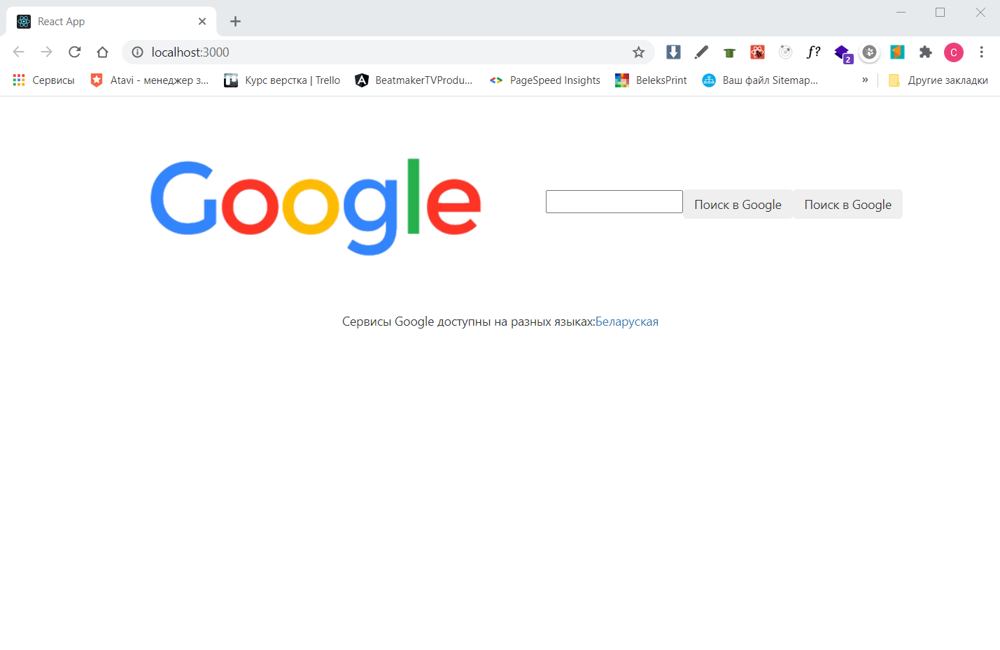 React App
localhost:3000
ƒ?
2
C
Сервисы
Atavi - менеджер з...
Курс верстка | Trello
BeatmakerTVProdu...
PageSpeed Insights
BeleksPrint
Ваш файл Sitemap...
»
Другие закладки
Google
Поиск в Google
Поиск в Google
Сервисы Google доступны на разных языках:Беларуская